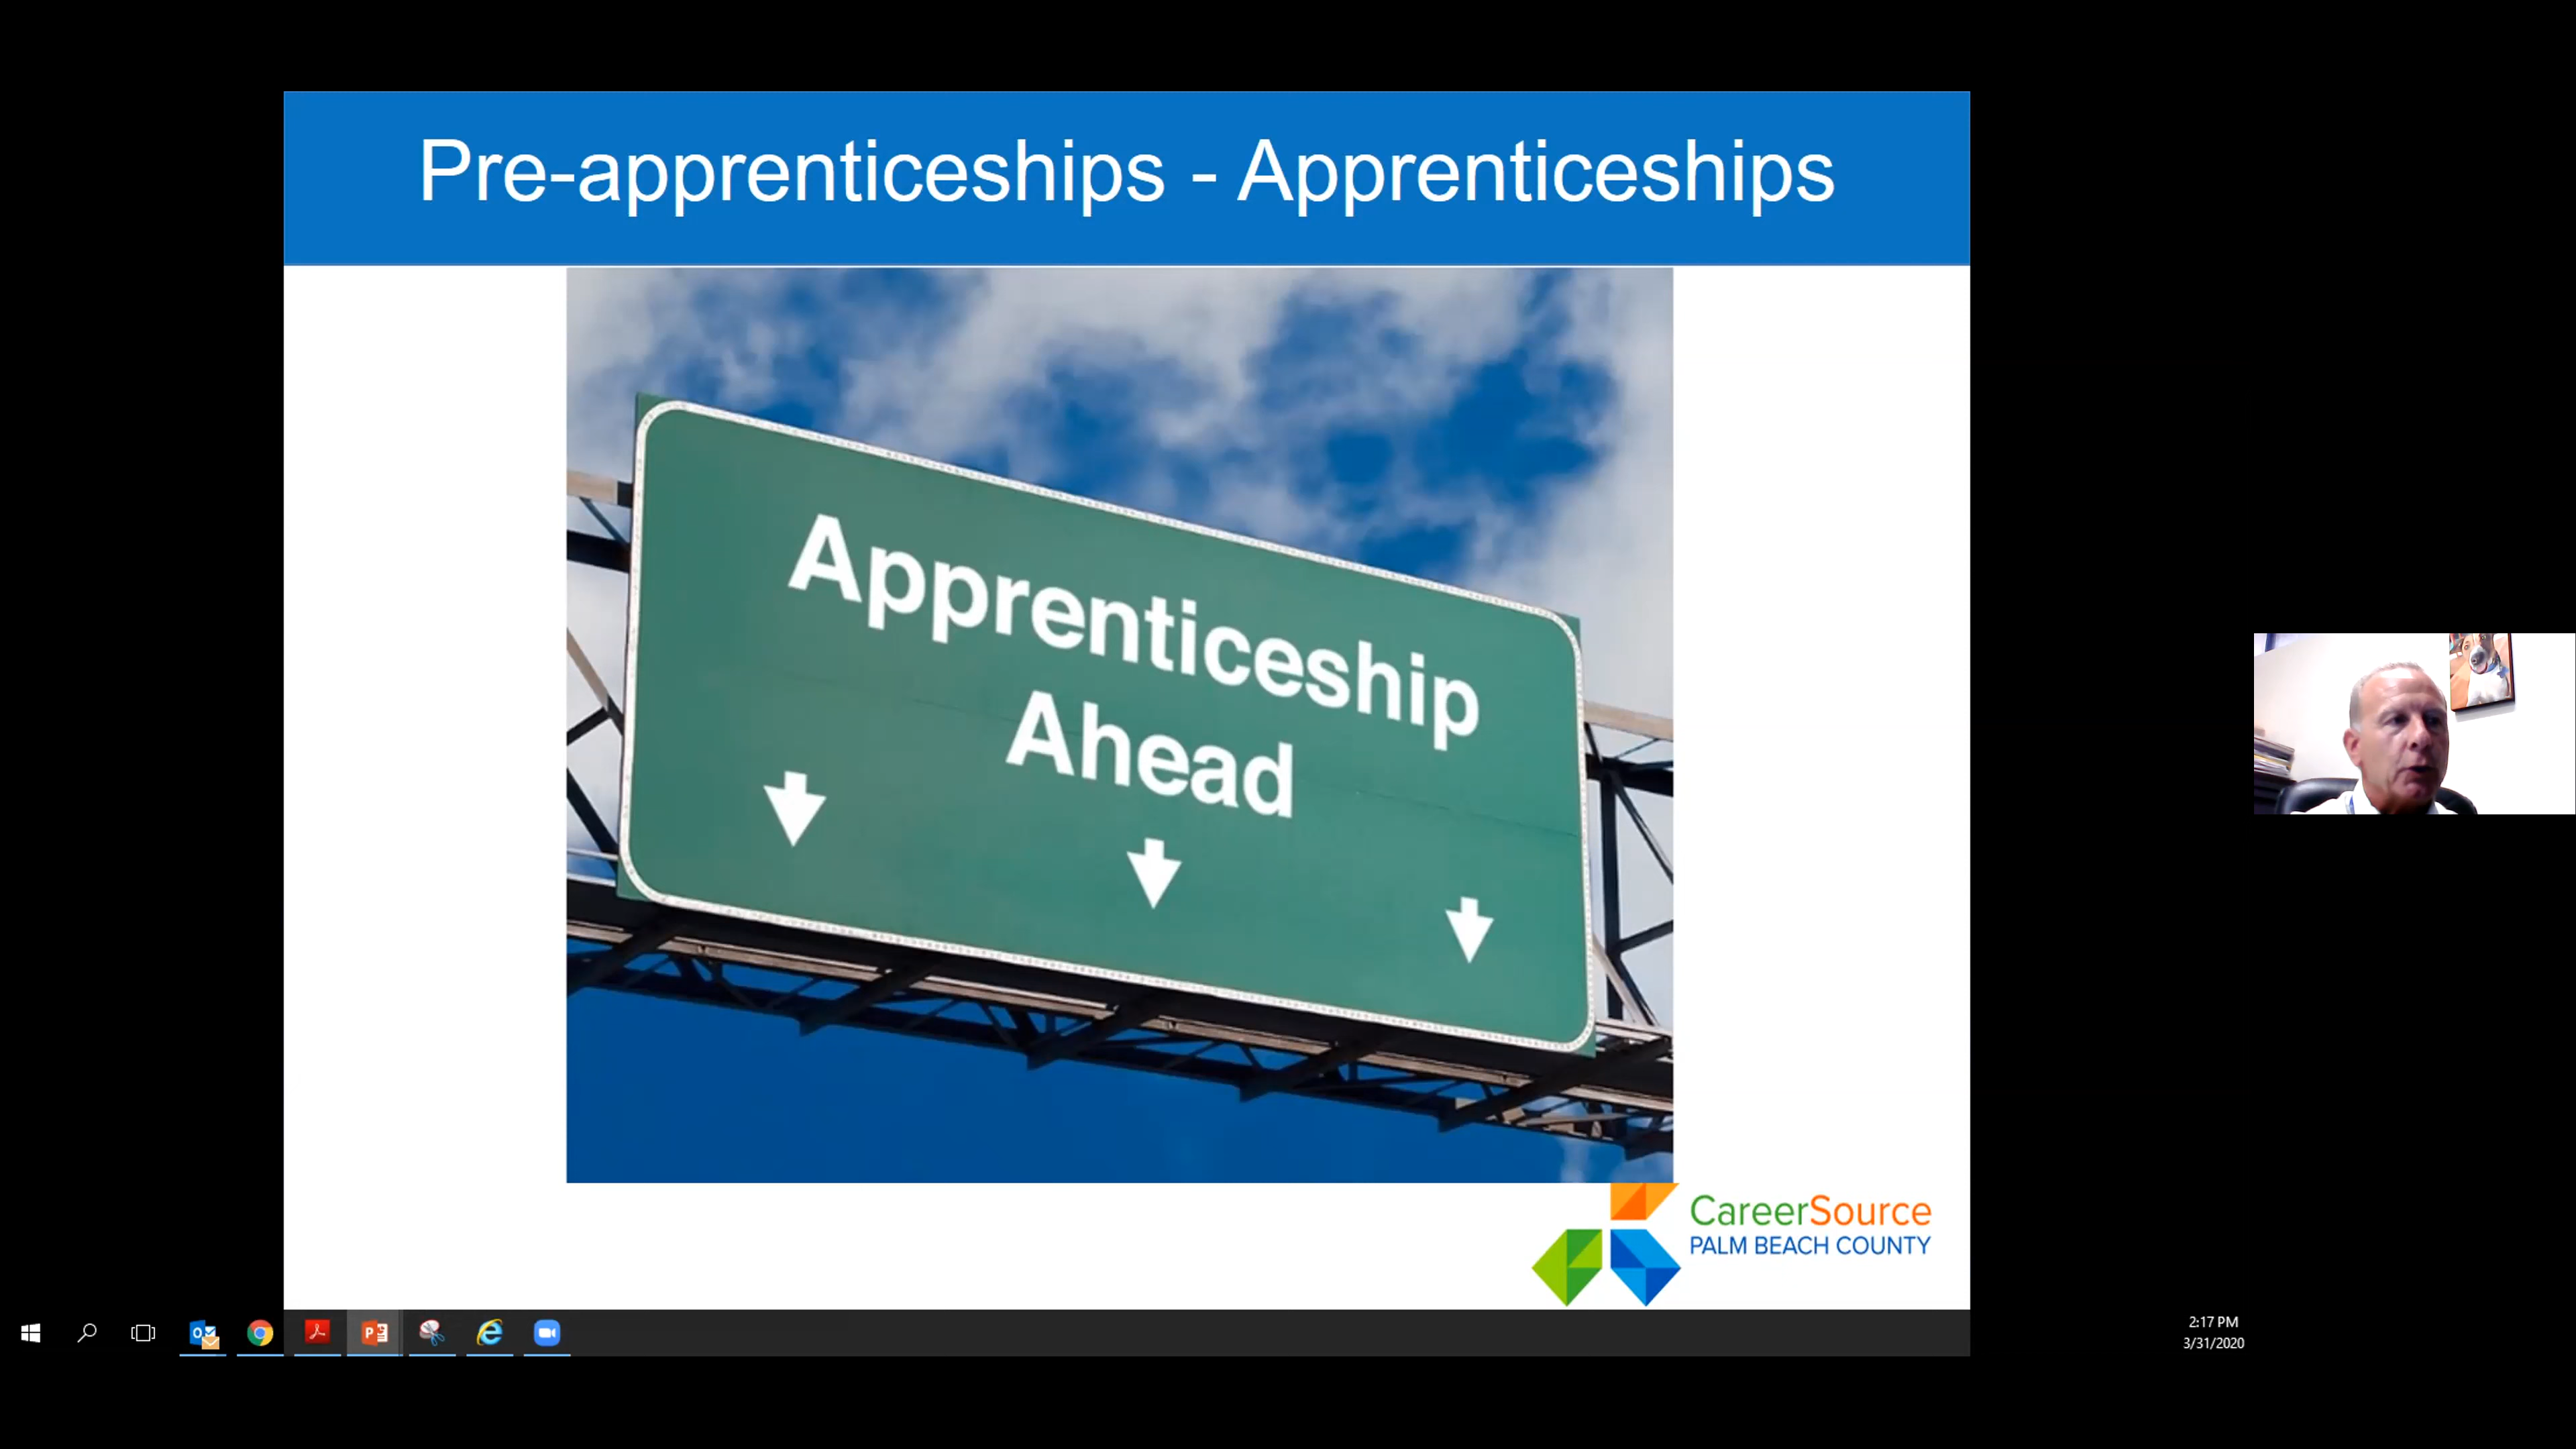 Pre-apprenticeships - Apprenticeships
Apprenticeship
Ahead
CareerSource
PALM BEACH COUNTY
2:17 PM
3/31/2020